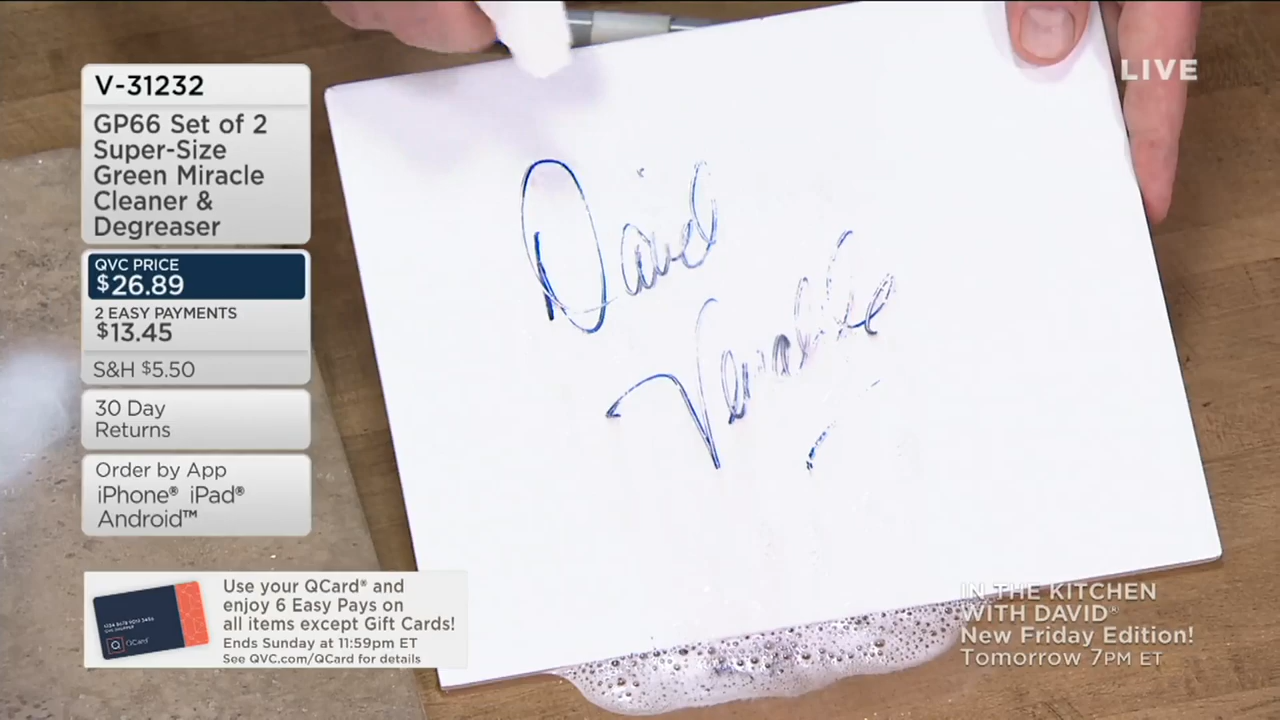 V-31232
GP66 Set of 2
Super-Size
Green Miracle
Cleaner &
Degreaser
QVC PRICE
$26.89
2 EASY PAYMENTS
$13.45
S&H $5.50
30 Day
Returns
Order by App
iPhone® iPad®
Android™
QCard
Use your QCard® and
enjoy 6 Easy Pays on
all items except Gift Cards!
Ends Sunday at 11:59pm ET
See QVC.com/QCard for details
David
Venable
LIVE
IN THE KITCHEN
WITH DAVID®
New Friday Edition!
Tomorrow 7PM ET